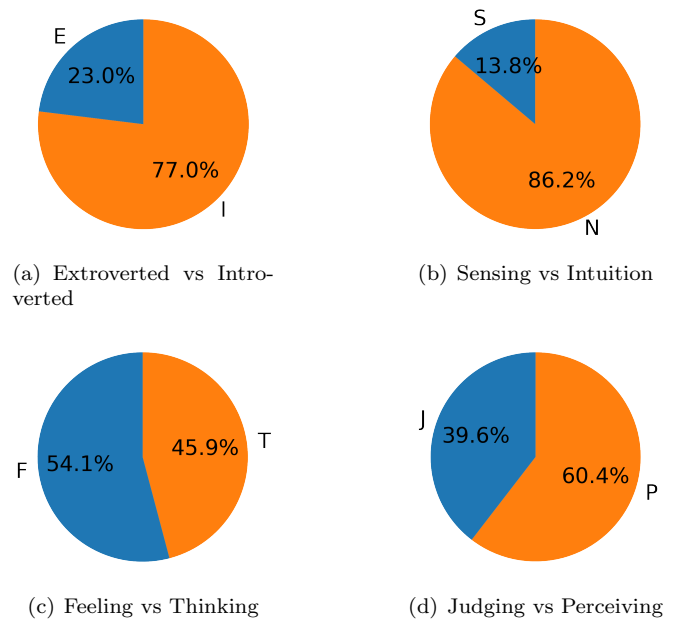 E
23.0%
77.0%
I
(a) Extroverted vs Intro-
verted
S
13.8%
86.2%
N
(b) Sensing vs Intuition
F
54.1%
45.9%
T
(c) Feeling vs Thinking
J
39.6%
60.4%
P
(d) Judging vs Perceiving